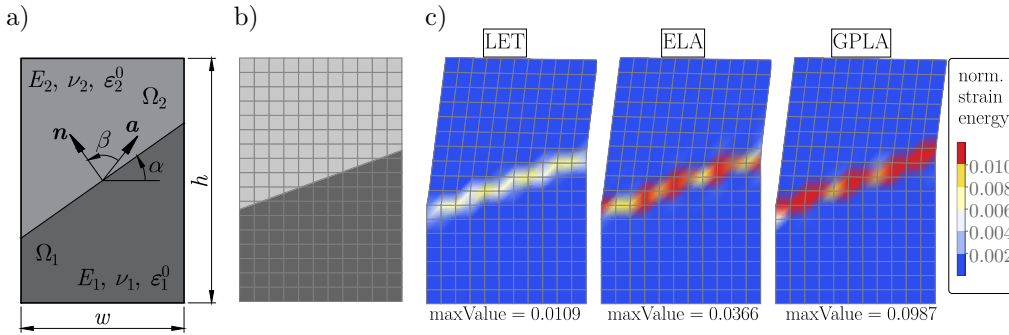 a)
E₂, ν₂, ε₂⁰
Ω₂
n
β
a
α
Ω₁
E₁, ν₁, ε₁⁰
w
h
b)
c)
LET
maxValue = 0.0109
ELA
maxValue = 0.0366
GPLA
maxValue = 0.0987
norm.
strain
energy
0.010
0.008
0.006
0.004
0.002